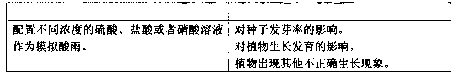 配置不同浓度的硫酸、盐酸或者硝酸溶液
作为模拟酸雨。
对种子发芽率的影响。
对植物生长发育的影响,
植物出现其他不正确生长现象。